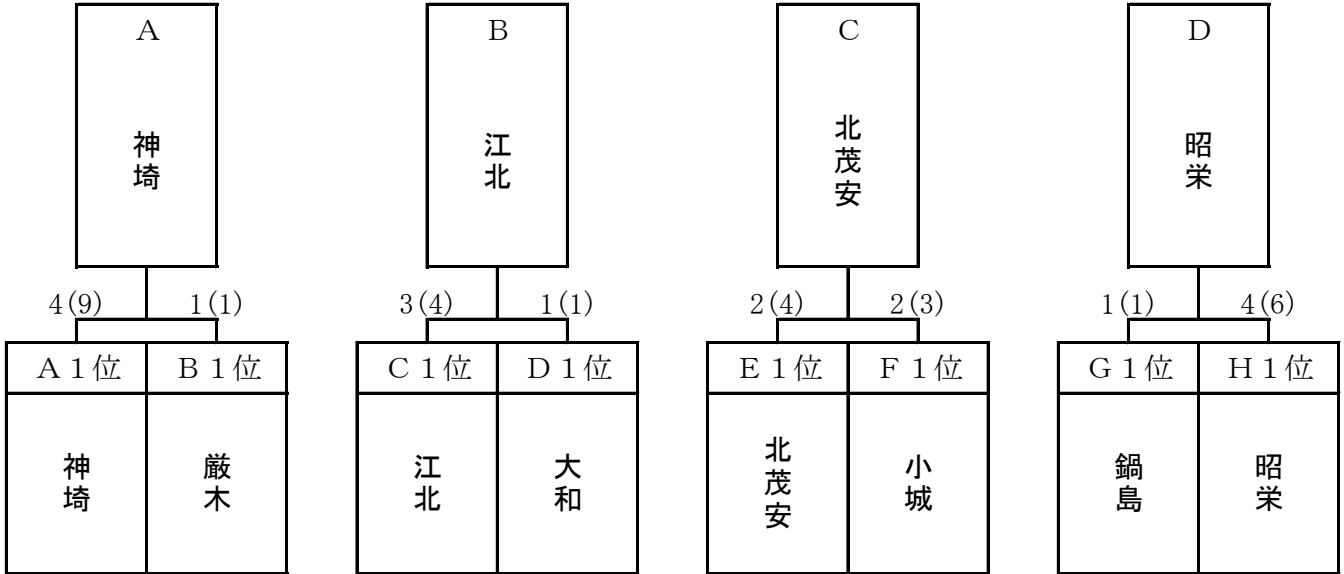 A B C D
神埼 江北 北茂安 昭栄
4(9) 1(1) 3(4) 1(1) 2(4) 2(3) 1(1) 4(6)
A１位 B１位 C１位 D１位 E１位 F１位 G１位 H１位
神埼 厳木 江北 大和 北茂安 小城 鍋島 昭栄